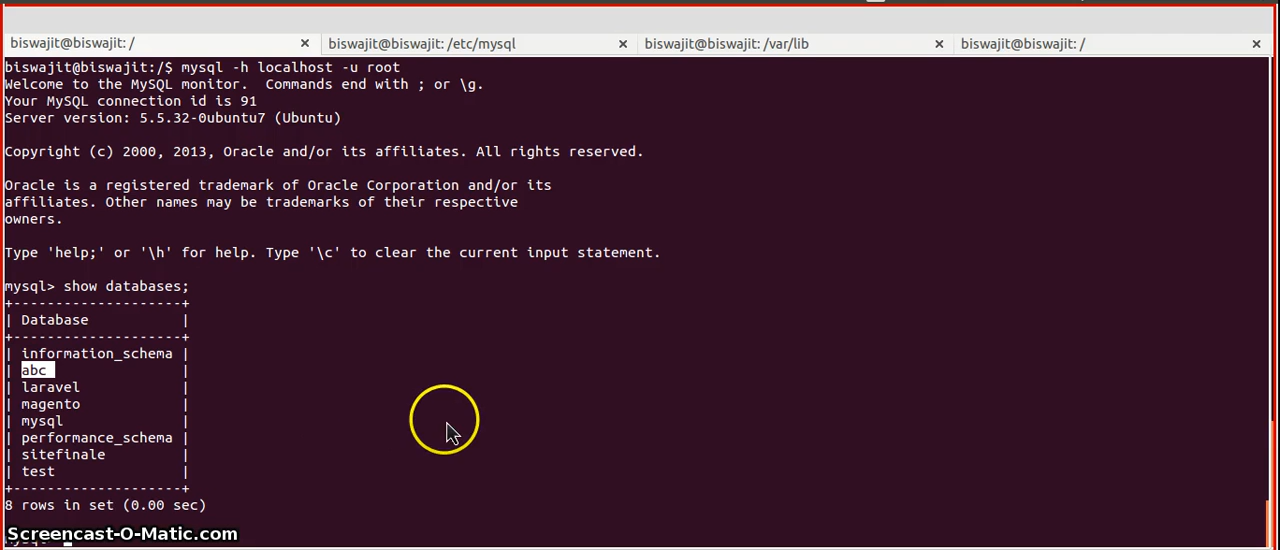 biswajit@biswajit: / × biswajit@biswajit: /etc/mysql × biswajit@biswajit: /var/lib × biswajit@biswajit: / ×
biswajit@biswajit:/$ mysql -h localhost -u root
Welcome to the MySQL monitor.  Commands end with ; or \g.
Your MySQL connection id is 91
Server version: 5.5.32-0ubuntu7 (Ubuntu)
Copyright (c) 2000, 2013, Oracle and/or its affiliates. All rights reserved.
Oracle is a registered trademark of Oracle Corporation and/or its
affiliates. Other names may be trademarks of their respective
owners.
Type 'help;' or '\h' for help. Type '\c' to clear the current input statement.
mysql> show databases;
+--------------------+
| Database           |
+--------------------+
| information_schema |
| abc                |
| laravel            |
| magento            |
| mysql              |
| performance_schema |
| sitefinale         |
| test               |
+--------------------+
8 rows in set (0.00 sec)
Screencast-O-Matic.com